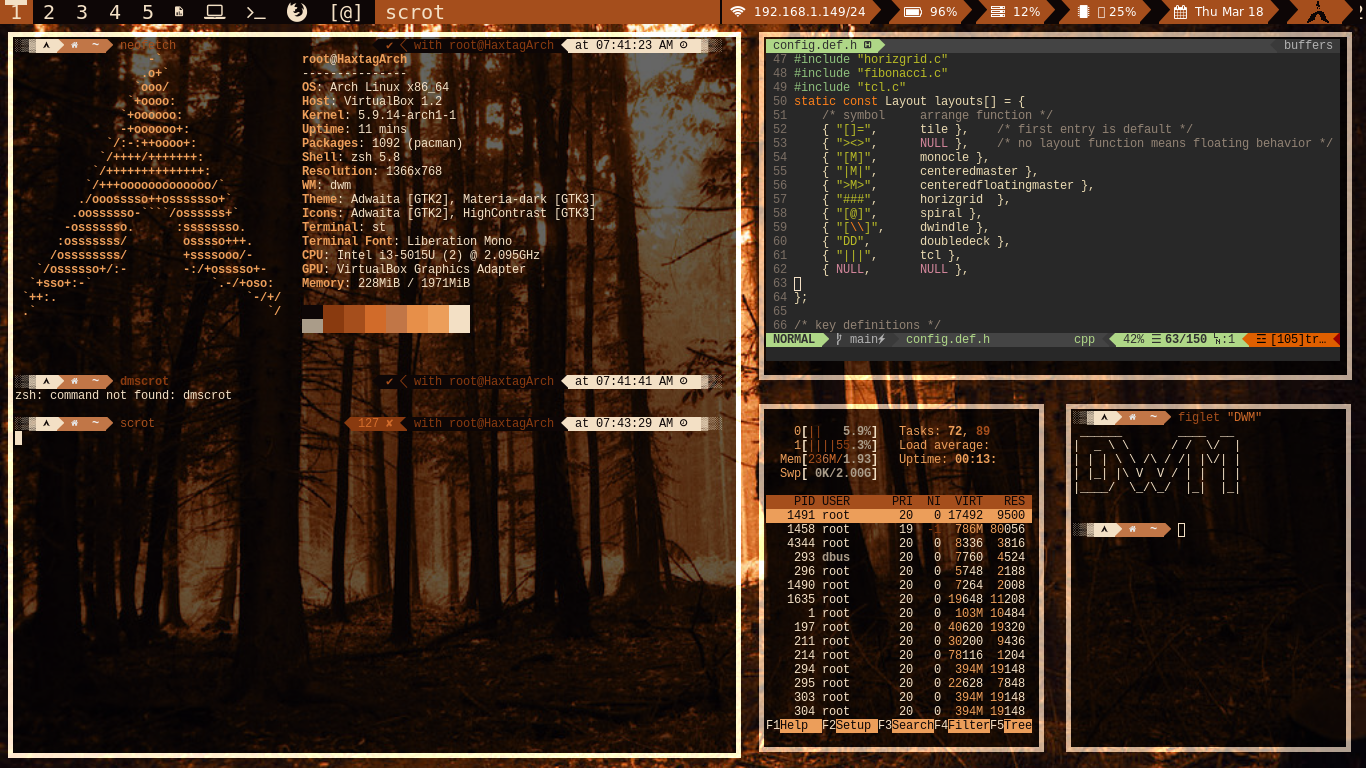 1 2 3 4 5 >_ [@] scrot 192.168.1.149/24 96% 12% 25% Thu Mar 18
~ with root@HaxtagArch at 07:41:23 AM
root@HaxtagArch
---------------
OS: Arch Linux x86_64
Host: VirtualBox 1.2
Kernel: 5.9.14-arch1-1
Uptime: 11 mins
Packages: 1092 (pacman)
Shell: zsh 5.8
Resolution: 1366x768
WM: dwm
Theme: Adwaita [GTK2], Materia-dark [GTK3]
Icons: Adwaita [GTK2], HighContrast [GTK3]
Terminal: st
Terminal Font: Liberation Mono
CPU: Intel i3-5015U (2) @ 2.095GHz
GPU: VirtualBox Graphics Adapter
Memory: 228MiB / 1971MiB
~ dmscrot ✔ with root@HaxtagArch at 07:41:41 AM
zsh: command not found: dmscrot
~ scrot 127 ✘ with root@HaxtagArch at 07:43:29 AM
config.def.h buffers
47 #include "horizgrid.c"
48 #include "fibonacci.c"
49 #include "tcl.c"
50 static const Layout layouts[] = {
51 /* symbol arrange function */
52 { "[]=", tile }, /* first entry is default */
53 { "><>", NULL }, /* no layout function means floating behavior */
54 { "[M]", monocle },
55 { "|M|", centeredmaster },
56 { ">M>", centeredfloatingmaster },
57 { "###", horizgrid },
58 { "[@]", spiral },
59 { "[\\]", dwindle },
60 { "DD", doubledeck },
61 { "|||", tcl },
62 { NULL, NULL },
63
64 };
65
66 /* key definitions */
NORMAL main config.def.h cpp 42% ☰ 63/150 :1 ☲ [105]tr…
0[|| 5.9%] Tasks: 72, 89
1[||||55.3%] Load average:
Mem[236M/1.93] Uptime: 00:13:
Swp[ 0K/2.00G]
PID USER PRI NI VIRT RES
1491 root 20 0 17492 9500
1458 root 19 - 786M 80056
4344 root 20 0 8336 3816
293 dbus 20 0 7760 4524
296 root 20 0 5748 2188
1490 root 20 0 7264 2008
1635 root 20 0 19648 11208
1 root 20 0 103M 10484
197 root 20 0 40620 19320
211 root 20 0 30200 9436
214 root 20 0 78116 1204
294 root 20 0 394M 19148
295 root 20 0 22628 7848
303 root 20 0 394M 19148
304 root 20 0 394M 19148
F1Help F2Setup F3SearchF4FilterF5Tree
~ figlet "DWM"
DWM
~